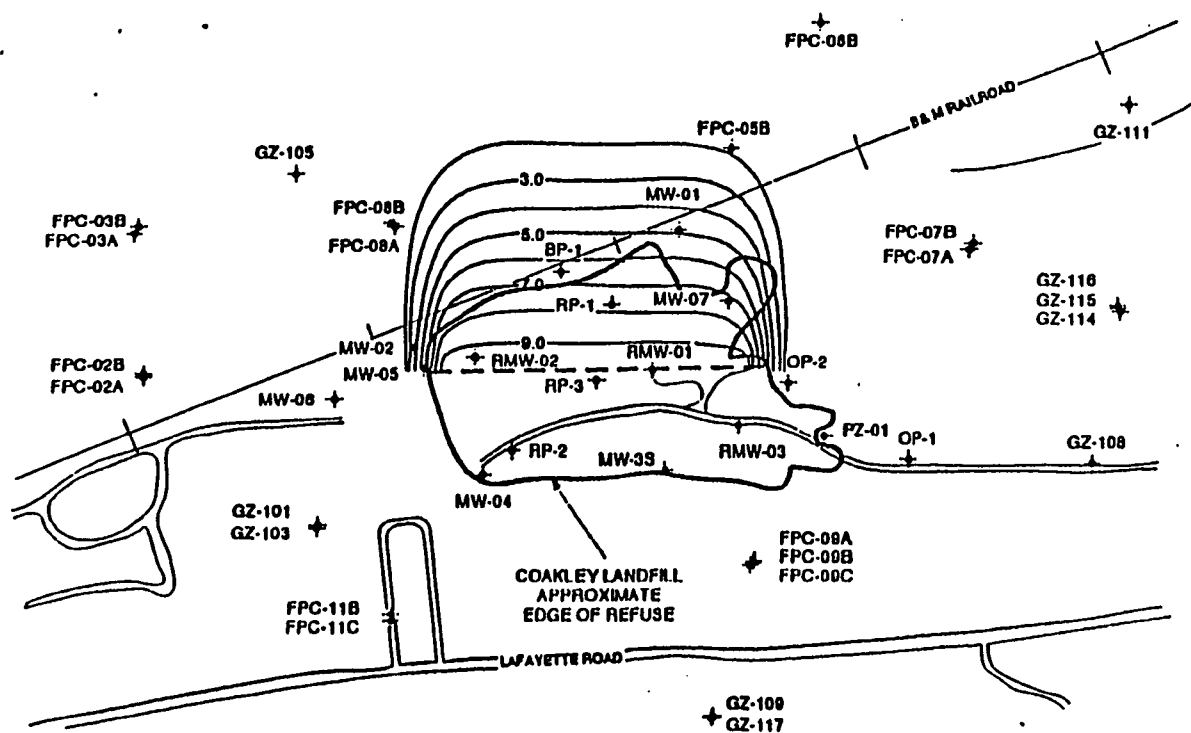 FPC-06B
B & M RAILROAD
FPC-05B
GZ-111
GZ-105
3.0
MW-01
FPC-08B
FPC-08A
FPC-03B
FPC-03A
5.0
BP-1
FPC-07B
FPC-07A
7.0
RP-1
MW-07
GZ-116
GZ-115
GZ-114
9.0
MW-02
RMW-02
RMW-01
OP-2
MW-05
FPC-02B
FPC-02A
RP-3
MW-06
PZ-01
OP-1
GZ-108
RP-2
MW-3S
RMW-03
MW-04
GZ-101
GZ-103
FPC-09A
FPC-09B
FPC-09C
COAKLEY LANDFILL
APPROXIMATE
EDGE OF REFUSE
FPC-11B
FPC-11C
LAFAYETTE ROAD
GZ-109
GZ-117